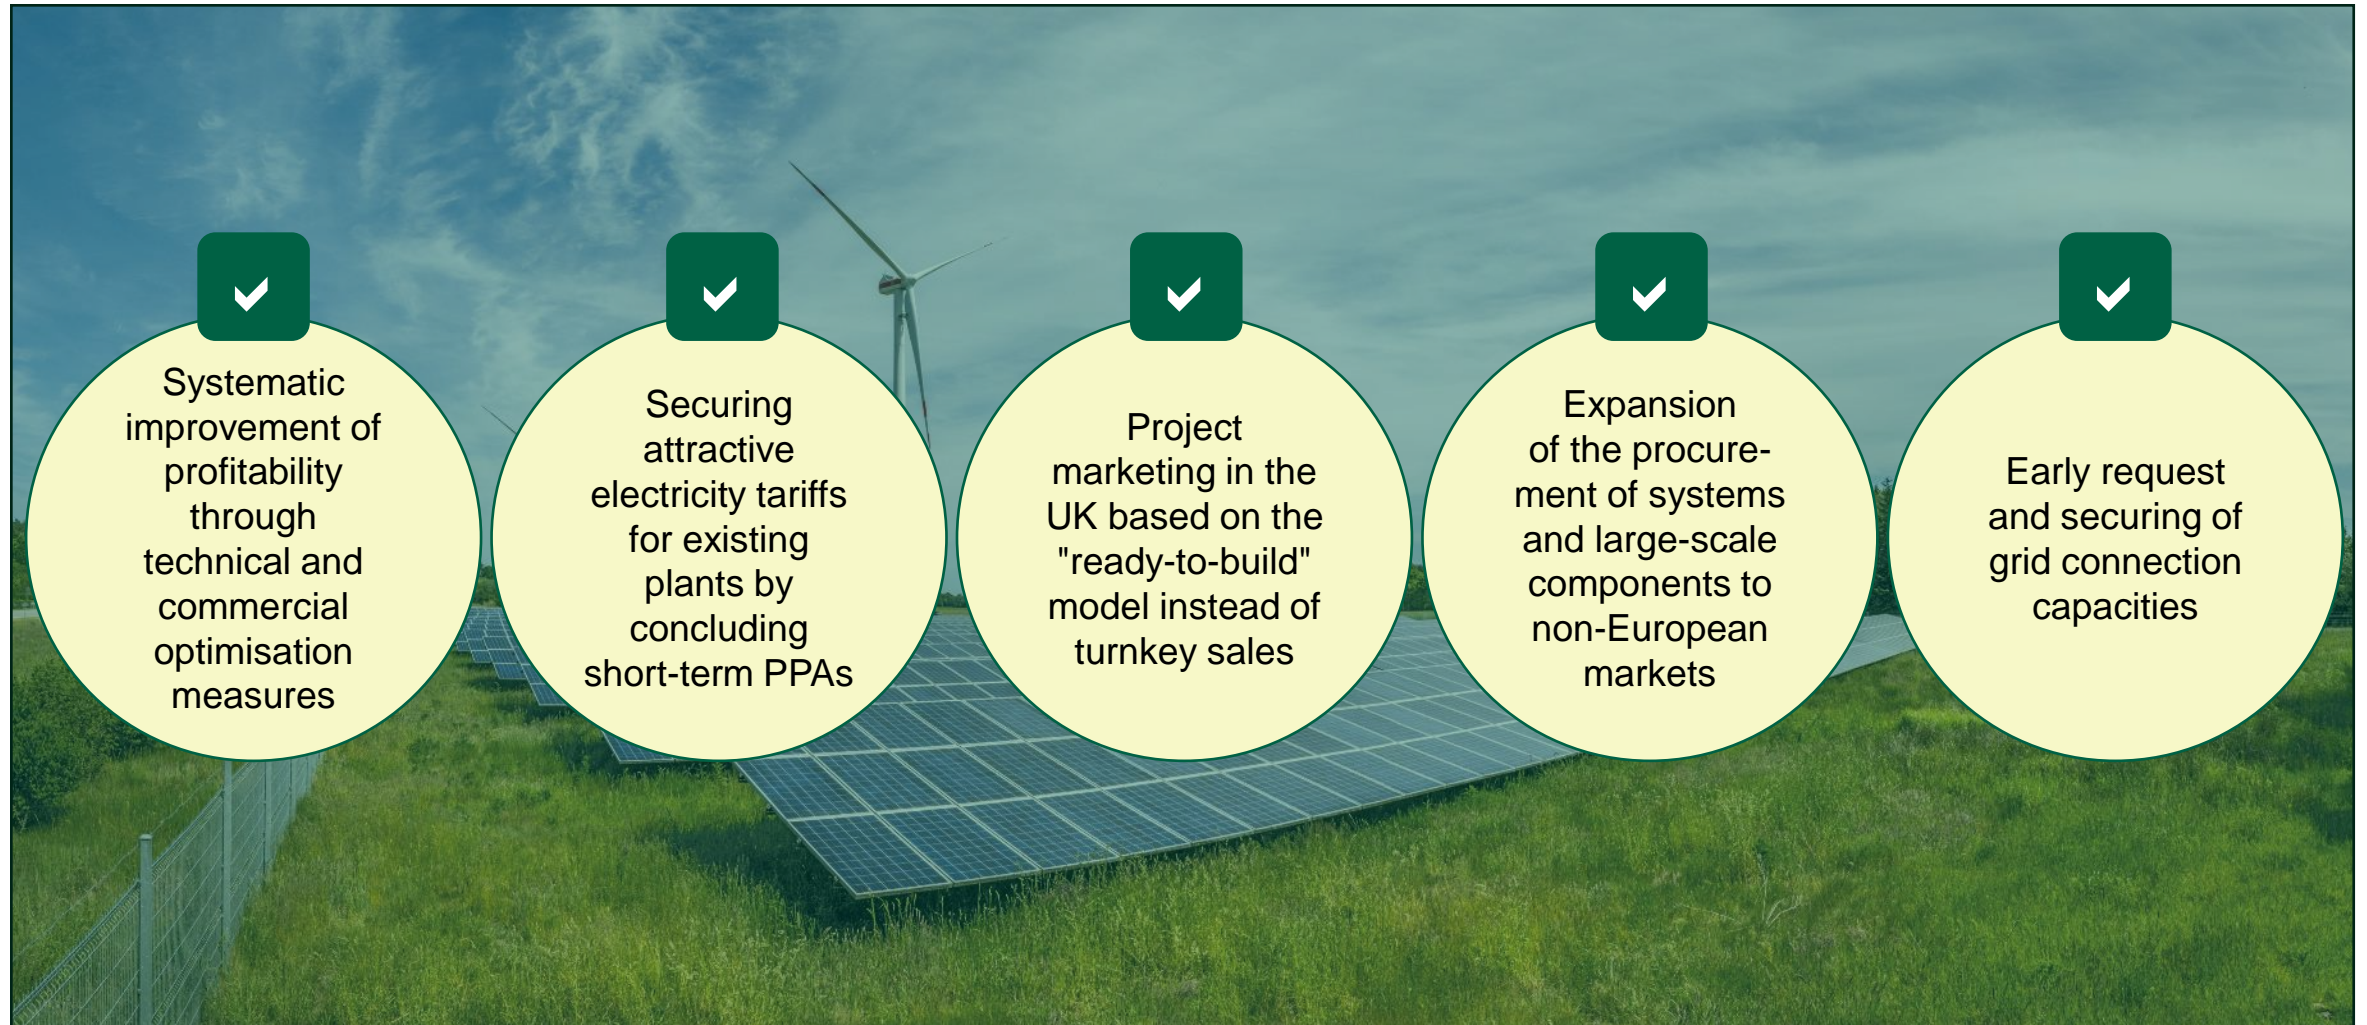 Systematic
improvement of
profitability
through
technical and
commercial
optimisation
measures
Securing
attractive
electricity tariffs
for existing
plants by
concluding
short-term PPAs
Project
marketing in the
UK based on the
"ready-to-build"
model instead of
turnkey sales
Expansion
of the procure-
ment of systems
and large-scale
components to
non-European
markets
Early request
and securing of
grid connection
capacities